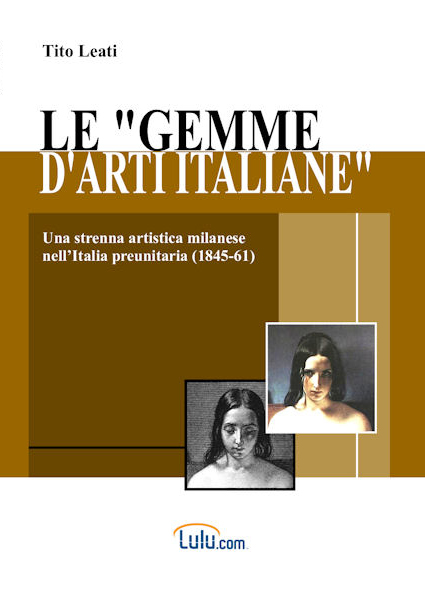 Tito Leati
LE "GEMME
D'ARTI ITALIANE"
Una strenna artistica milanese
nell'Italia preunitaria (1845-61)
Lulu.com